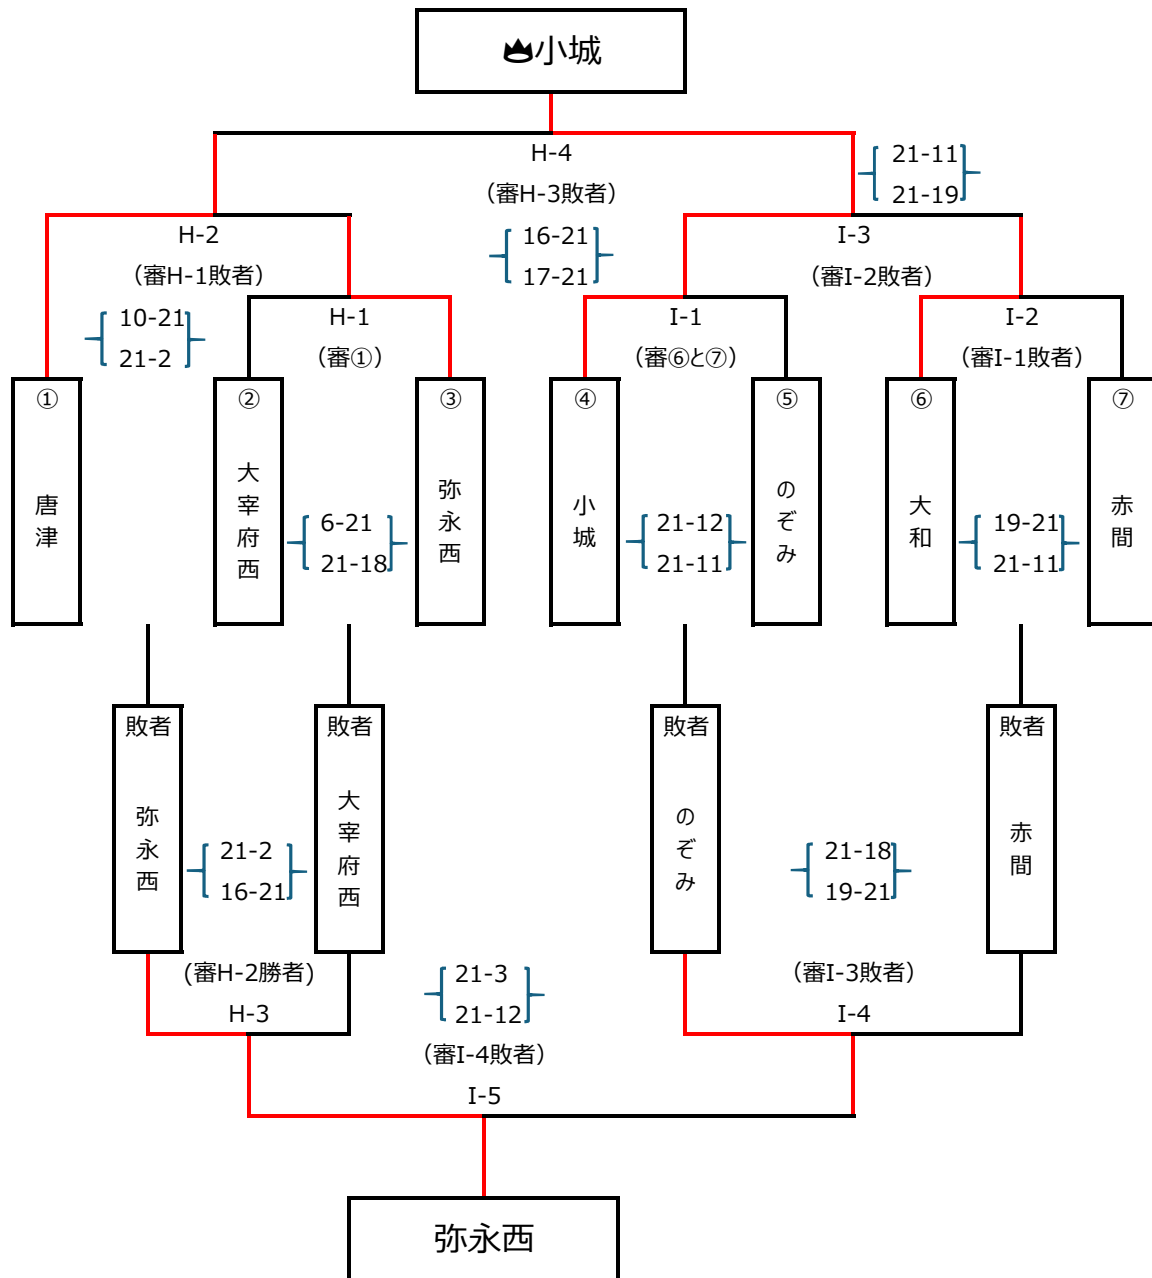 小城
H-4
（審H-3敗者）
21-11
21-19
H-2
（審H-1敗者）
16-21
17-21
I-3
（審I-2敗者）
10-21
21-2
H-1
（審①）
I-1
（審⑥と⑦）
I-2
（審I-1敗者）
①
唐津
②
大宰府西
6-21
21-18
③
弥永西
④
小城
21-12
21-11
⑤
のぞみ
⑥
大和
19-21
21-11
⑦
赤間
敗者
弥永西
21-2
16-21
敗者
大宰府西
敗者
のぞみ
21-18
19-21
敗者
赤間
(審H-2勝者)
H-3
21-3
21-12
（審I-4敗者）
I-5
（審I-3敗者）
I-4
弥永西